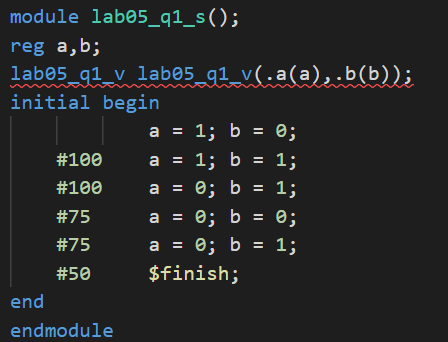 module lab05_q1_s();
reg a,b;
lab05_q1_v lab05_q1_v(.a(a),.b(b));
initial begin
a = 1; b = 0;
#100 a = 1; b = 1;
#100 a = 0; b = 1;
#75 a = 0; b = 0;
#75 a = 0; b = 1;
#50 $finish;
end
endmodule